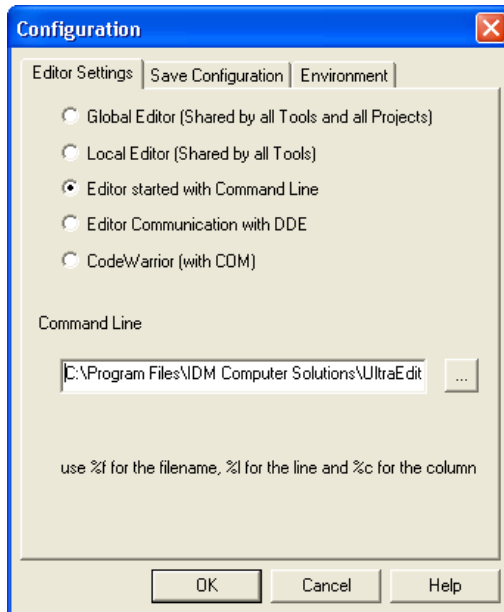 Configuration
Editor Settings Save Configuration Environment
Global Editor (Shared by all Tools and all Projects)
Local Editor (Shared by all Tools)
Editor started with Command Line
Editor Communication with DDE
CodeWarrior (with COM)
Command Line
C:\Program Files\IDM Computer Solutions\UltraEdit
...
use %f for the filename, %l for the line and %c for the column
OK Cancel Help